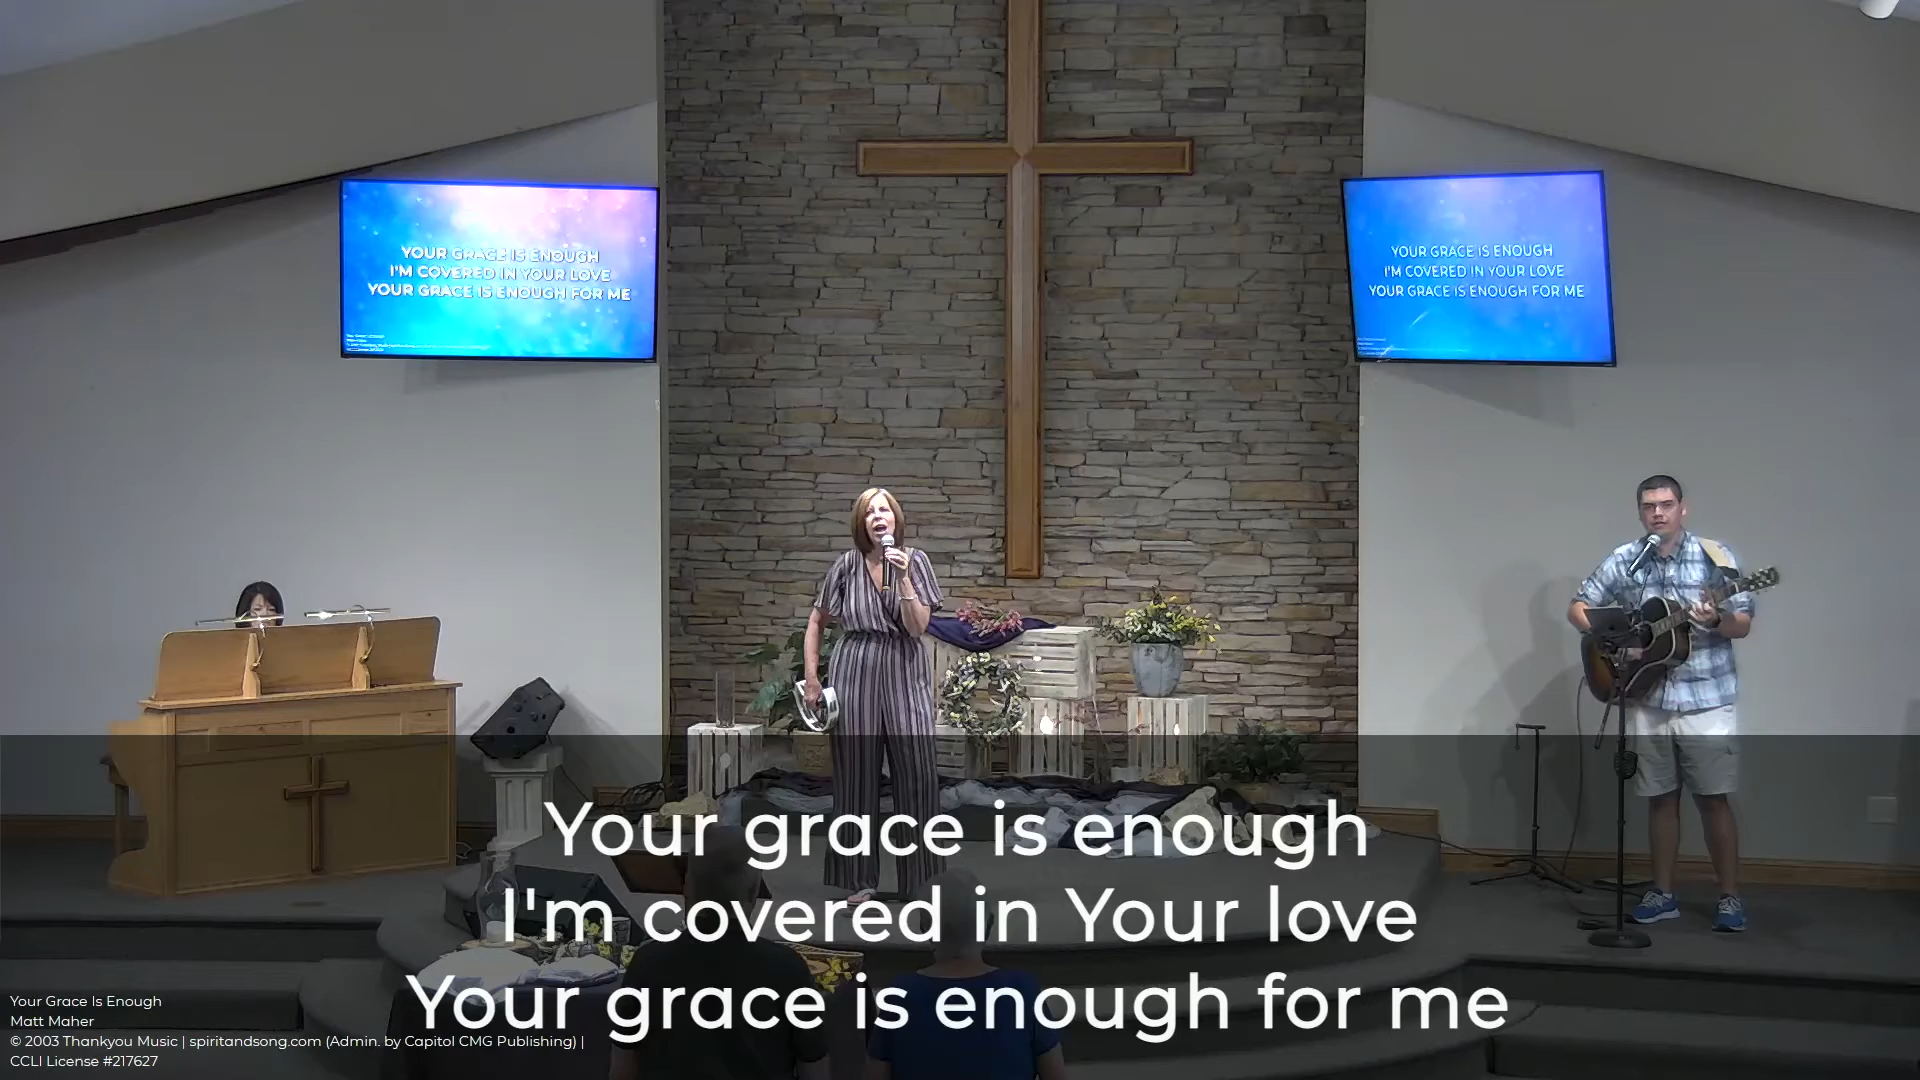 YOUR GRACE IS ENOUGH
I'M COVERED IN YOUR LOVE
YOUR GRACE IS ENOUGH FOR ME
YOUR GRACE IS ENOUGH
I'M COVERED IN YOUR LOVE
YOUR GRACE IS ENOUGH FOR ME
Your grace is enough
I'm covered in Your love
Your grace is enough for me
Your Grace Is Enough
Matt Maher
© 2003 Thankyou Music | spiritandsong.com (Admin. by Capitol CMG Publishing) |
CCLI License #217627